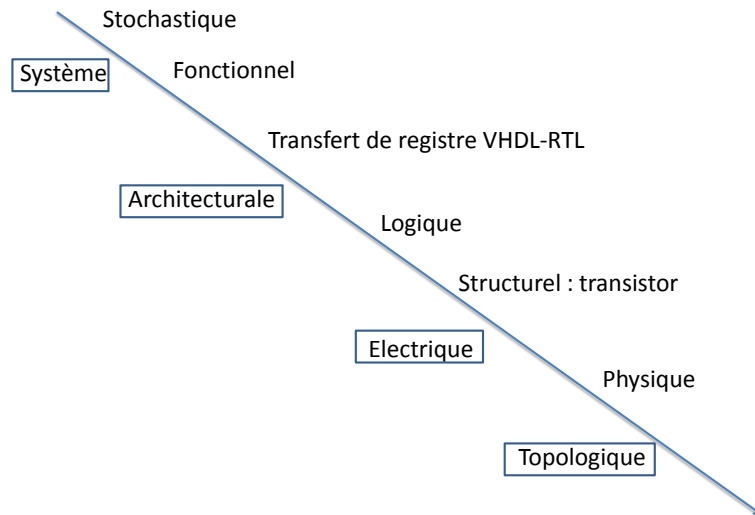 Stochastique
Système
Fonctionnel
Transfert de registre VHDL-RTL
Architecturale
Logique
Structurel : transistor
Electrique
Physique
Topologique